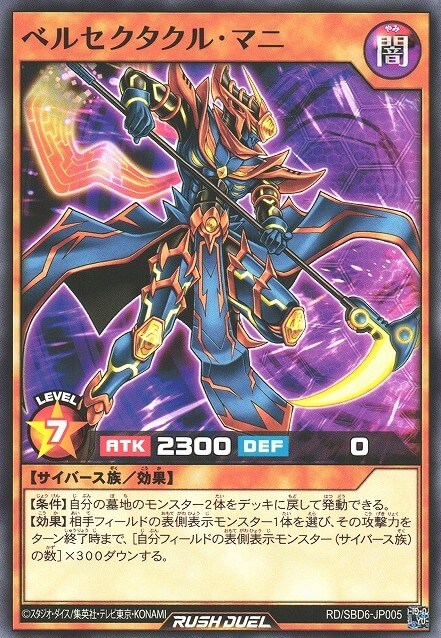 ベルセクタクル・マニ
やみ
闇
LEVEL
7
ATK 2300 DEF 0
【サイバース族/効果】
【条件】自分の墓地のモンスター2体をデッキに戻して発動できる。
【効果】相手フィールドの表側表示モンスター1体を選び、その攻撃力を
ターン終了時まで、[自分フィールドの表側表示モンスター(サイバース族)
の数]×300ダウンする。
©スタジオ・ダイス/集英社・テレビ東京・KONAMI
RUSH DUEL
RD/SBD6-JP005